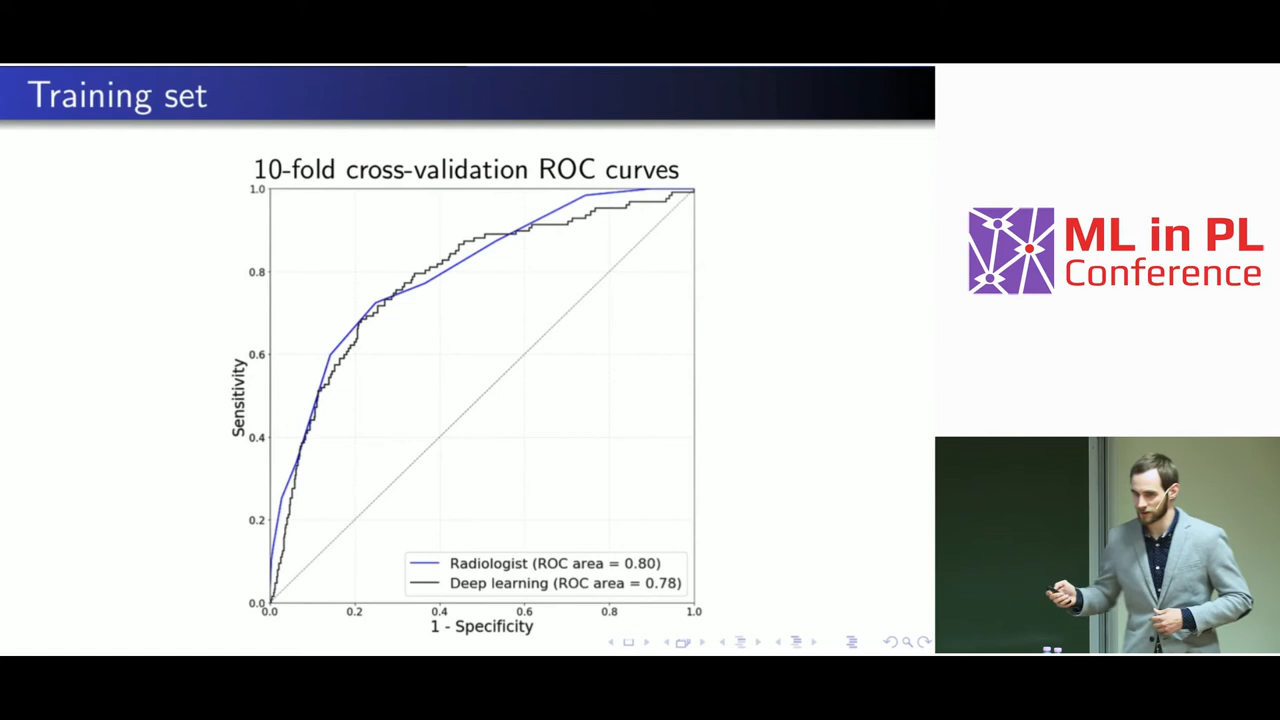 Training set
10-fold cross-validation ROC curves
1.0
0.8
0.6
0.4
0.2
0.0
Sensitivity
0.0
0.2
0.4
0.6
0.8
1.0
1 - Specificity
Radiologist (ROC area = 0.80)
Deep learning (ROC area = 0.78)
ML in PL
Conference